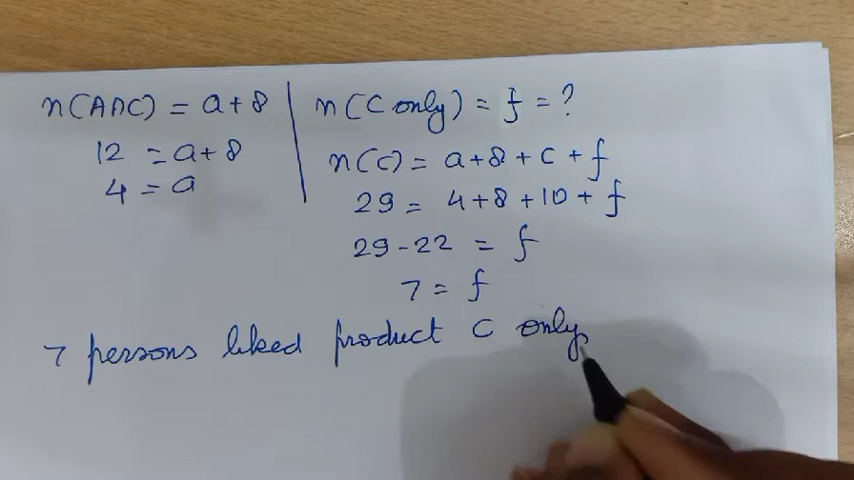 n(A∩C) = a+8
12 = a+8
4 = a
n(C only) = f = ?
n(C) = a+8+c+f
29 = 4+8+10+f
29-22 = f
7 = f
7 persons liked product C only